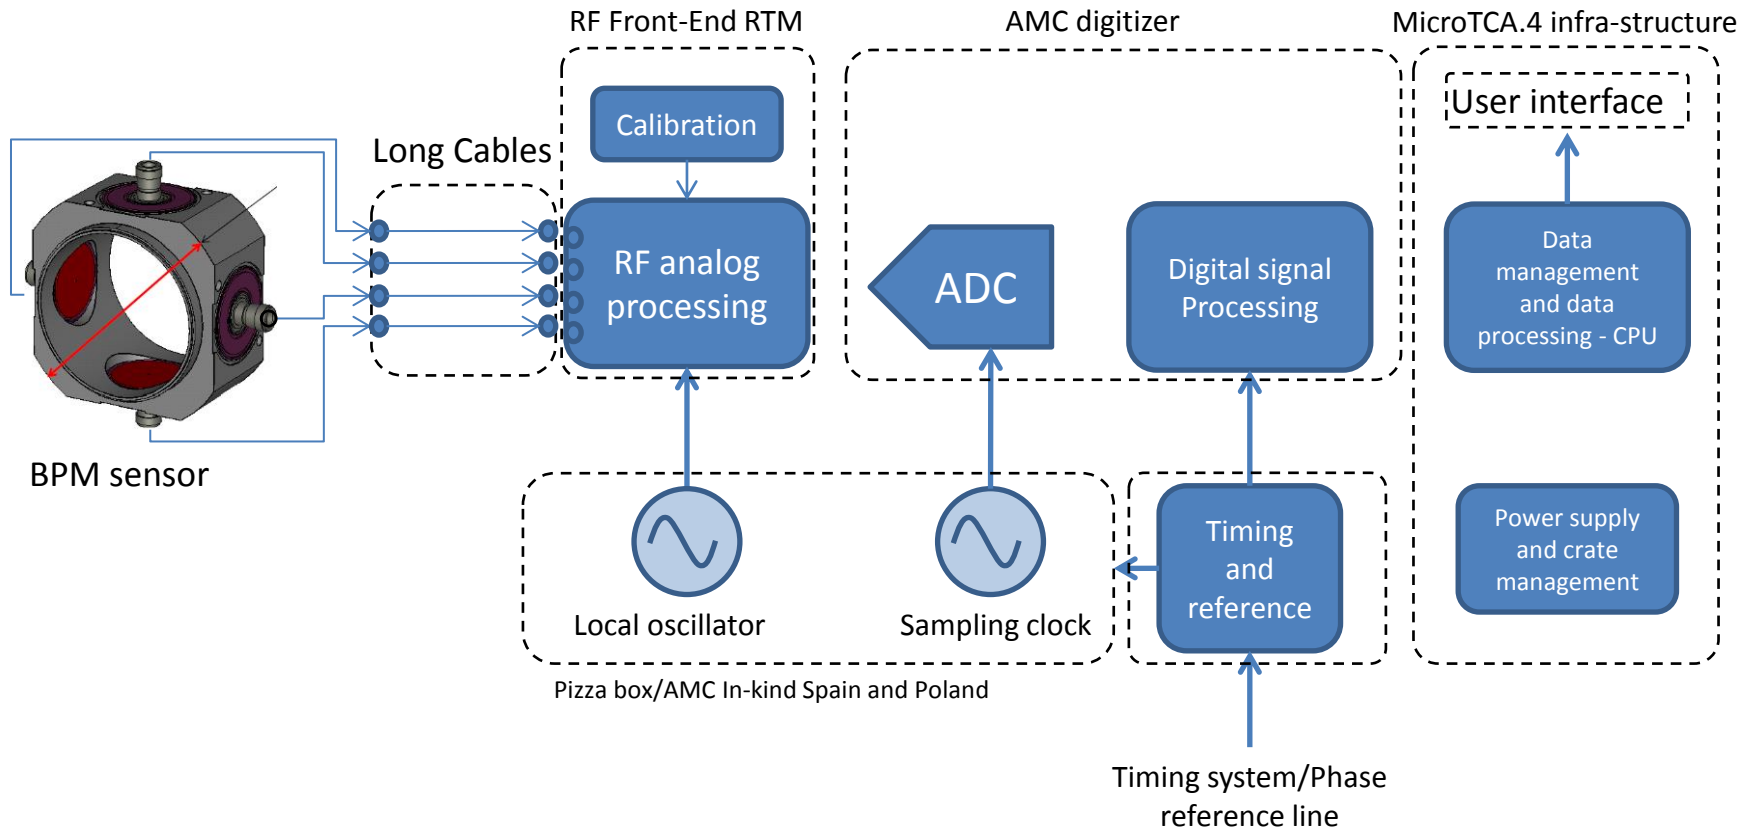 RF Front-End RTM
AMC digitizer
MicroTCA.4 infra-structure
User interface
Calibration
Long Cables
RF analog
processing
ADC
Digital signal
Processing
Data
management
and data
processing - CPU
BPM sensor
Local oscillator
Sampling clock
Timing
and
reference
Power supply
and crate
management
Pizza box/AMC In-kind Spain and Poland
Timing system/Phase
reference line